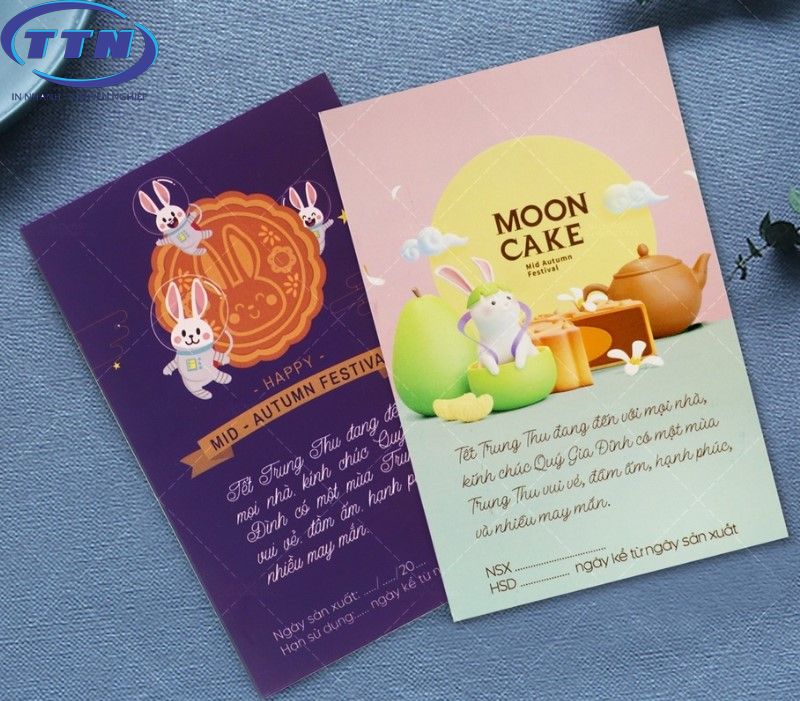 TTN
- HAPPY -
MID - AUTUMN FESTIVA
Tết Trung Thu đang
mọi nhà, kính chúc Quý
Đình có một mùa
vui vẻ, đầm ấm, hạnh
nhiều may mắn.
Ngày sản xuất: ..../..../ 20....
Hạn sử dụng:..... ngày kể từ
MOON
CAKE
Mid Autumn
Festival
Tết Trung Thu đang đến với mọi nhà,
kính chúc Quý Gia Đình có một mùa
Trung Thu vui vẻ, đầm ấm, hạnh phúc,
và nhiều may mắn.
NSX ............................
HSD ............... ngày kể từ ngày sản xuất